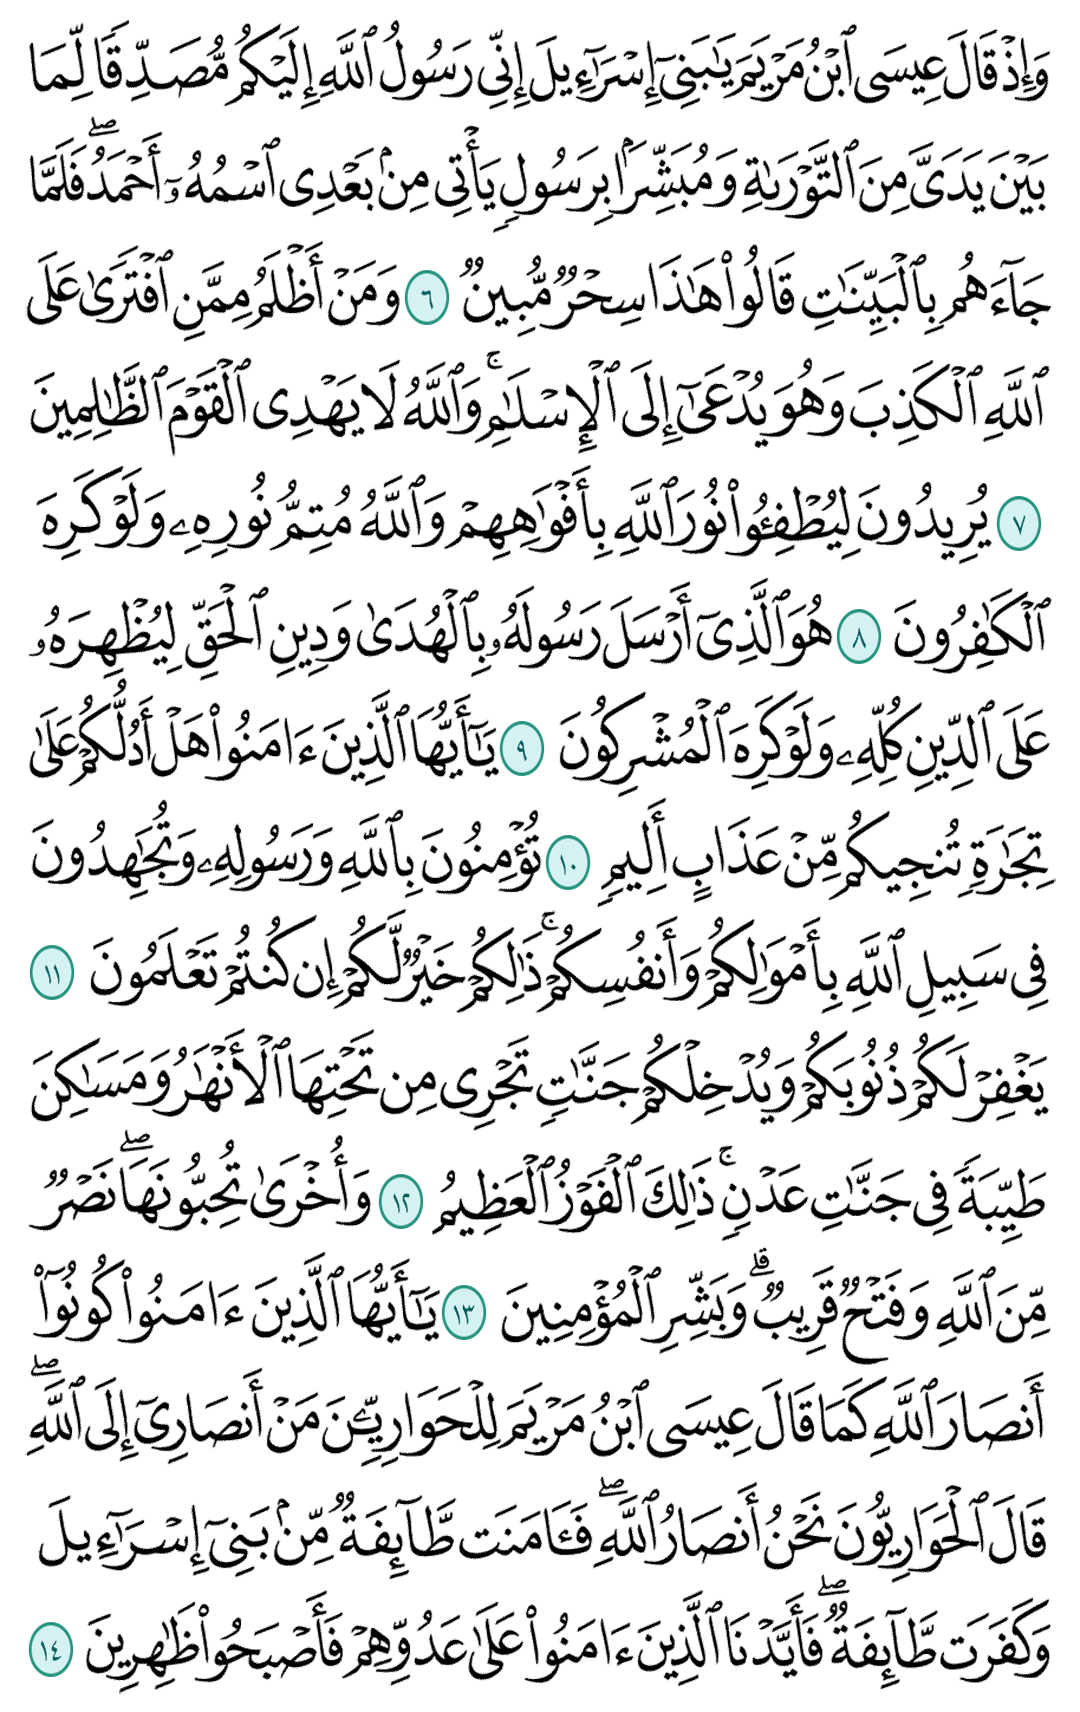 وَإِذْ قَالَ عِيسَى ٱبْنُ مَرْيَمَ يَـٰبَنِىٓ إِسْرَٰٓءِيلَ إِنِّى رَسُولُ ٱللَّهِ إِلَيْكُم مُّصَدِّقًا لِّمَا
بَيْنَ يَدَىَّ مِنَ ٱلتَّوْرَىٰةِ وَمُبَشِّرًۢا بِرَسُولٍ يَأْتِى مِنۢ بَعْدِى ٱسْمُهُۥٓ أَحْمَدُ ۖ فَلَمَّا
جَآءَهُم بِٱلْبَيِّنَـٰتِ قَالُوا۟ هَـٰذَا سِحْرٌ مُّبِينٌ ٦ وَمَنْ أَظْلَمُ مِمَّنِ ٱفْتَرَىٰ عَلَى
ٱللَّهِ ٱلْكَذِبَ وَهُوَ يُدْعَىٰٓ إِلَى ٱلْإِسْلَـٰمِ ۚ وَٱللَّهُ لَا يَهْدِى ٱلْقَوْمَ ٱلظَّـٰلِمِينَ
٧ يُرِيدُونَ لِيُطْفِـُٔوا۟ نُورَ ٱللَّهِ بِأَفْوَٰهِهِمْ وَٱللَّهُ مُتِمُّ نُورِهِۦ وَلَوْ كَرِهَ
ٱلْكَـٰفِرُونَ ٨ هُوَ ٱلَّذِىٓ أَرْسَلَ رَسُولَهُۥ بِٱلْهُدَىٰ وَدِينِ ٱلْحَقِّ لِيُظْهِرَهُۥ
عَلَى ٱلدِّينِ كُلِّهِۦ وَلَوْ كَرِهَ ٱلْمُشْرِكُونَ ٩ يَـٰٓأَيُّهَا ٱلَّذِينَ ءَامَنُوا۟ هَلْ أَدُلُّكُمْ عَلَىٰ
تِجَـٰرَةٍ تُنجِيكُم مِّنْ عَذَابٍ أَلِيمٍ ١٠ تُؤْمِنُونَ بِٱللَّهِ وَرَسُولِهِۦ وَتُجَـٰهِدُونَ
فِى سَبِيلِ ٱللَّهِ بِأَمْوَٰلِكُمْ وَأَنفُسِكُمْ ۚ ذَٰلِكُمْ خَيْرٌ لَّكُمْ إِن كُنتُمْ تَعْلَمُونَ ١١
يَغْفِرْ لَكُمْ ذُنُوبَكُمْ وَيُدْخِلْكُمْ جَنَّـٰتٍ تَجْرِى مِن تَحْتِهَا ٱلْأَنْهَـٰرُ وَمَسَـٰكِنَ
طَيِّبَةً فِى جَنَّـٰتِ عَدْنٍ ۚ ذَٰلِكَ ٱلْفَوْزُ ٱلْعَظِيمُ ١٢ وَأُخْرَىٰ تُحِبُّونَهَا ۖ نَصْرٌ
مِّنَ ٱللَّهِ وَفَتْحٌ قَرِيبٌ ۗ وَبَشِّرِ ٱلْمُؤْمِنِينَ ١٣ يَـٰٓأَيُّهَا ٱلَّذِينَ ءَامَنُوا۟ كُونُوٓا۟
أَنصَارَ ٱللَّهِ كَمَا قَالَ عِيسَى ٱبْنُ مَرْيَمَ لِلْحَوَارِيِّـۧنَ مَنْ أَنصَارِىٓ إِلَى ٱللَّهِ ۖ
قَالَ ٱلْحَوَارِيُّونَ نَحْنُ أَنصَارُ ٱللَّهِ ۖ فَـَٔامَنَت طَّآئِفَةٌ مِّنۢ بَنِىٓ إِسْرَٰٓءِيلَ
وَكَفَرَت طَّآئِفَةٌ ۖ فَأَيَّدْنَا ٱلَّذِينَ ءَامَنُوا۟ عَلَىٰ عَدُوِّهِمْ فَأَصْبَحُوا۟ ظَـٰهِرِينَ ١٤